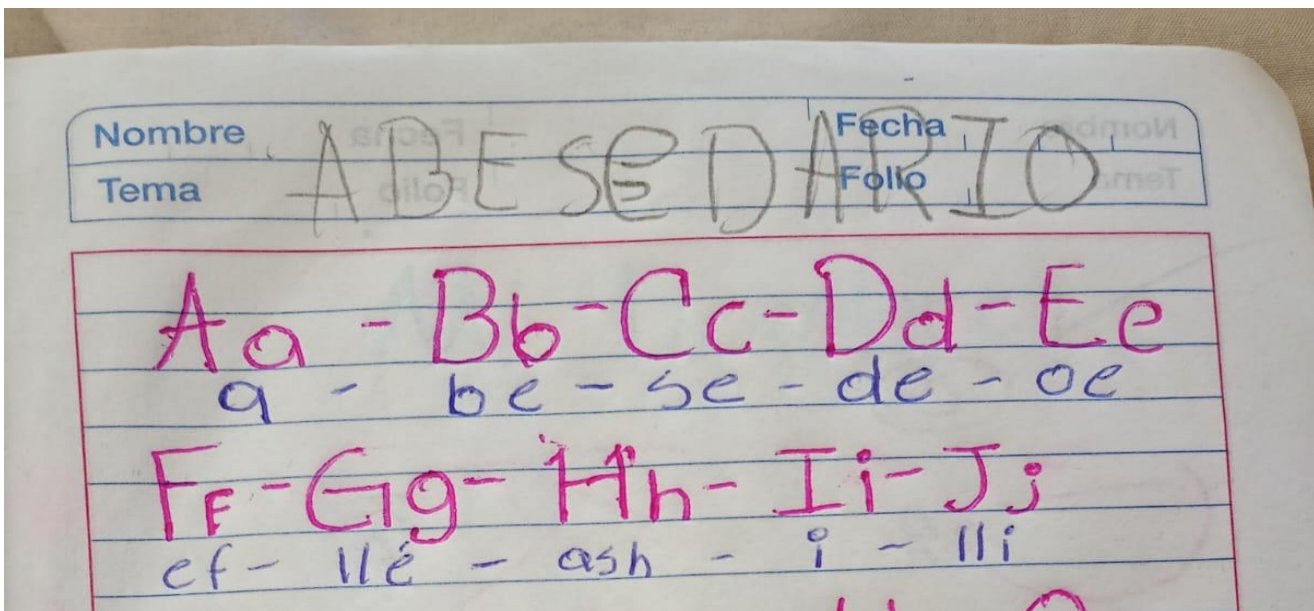 Nombre Fecha
Tema Folio
ABESEDARIO
Aa - Bb - Cc - Dd - Ee
a - be - se - de - oe
FF - Gg - Hh - Ii - Jj
ef - llé - ash - i - lli